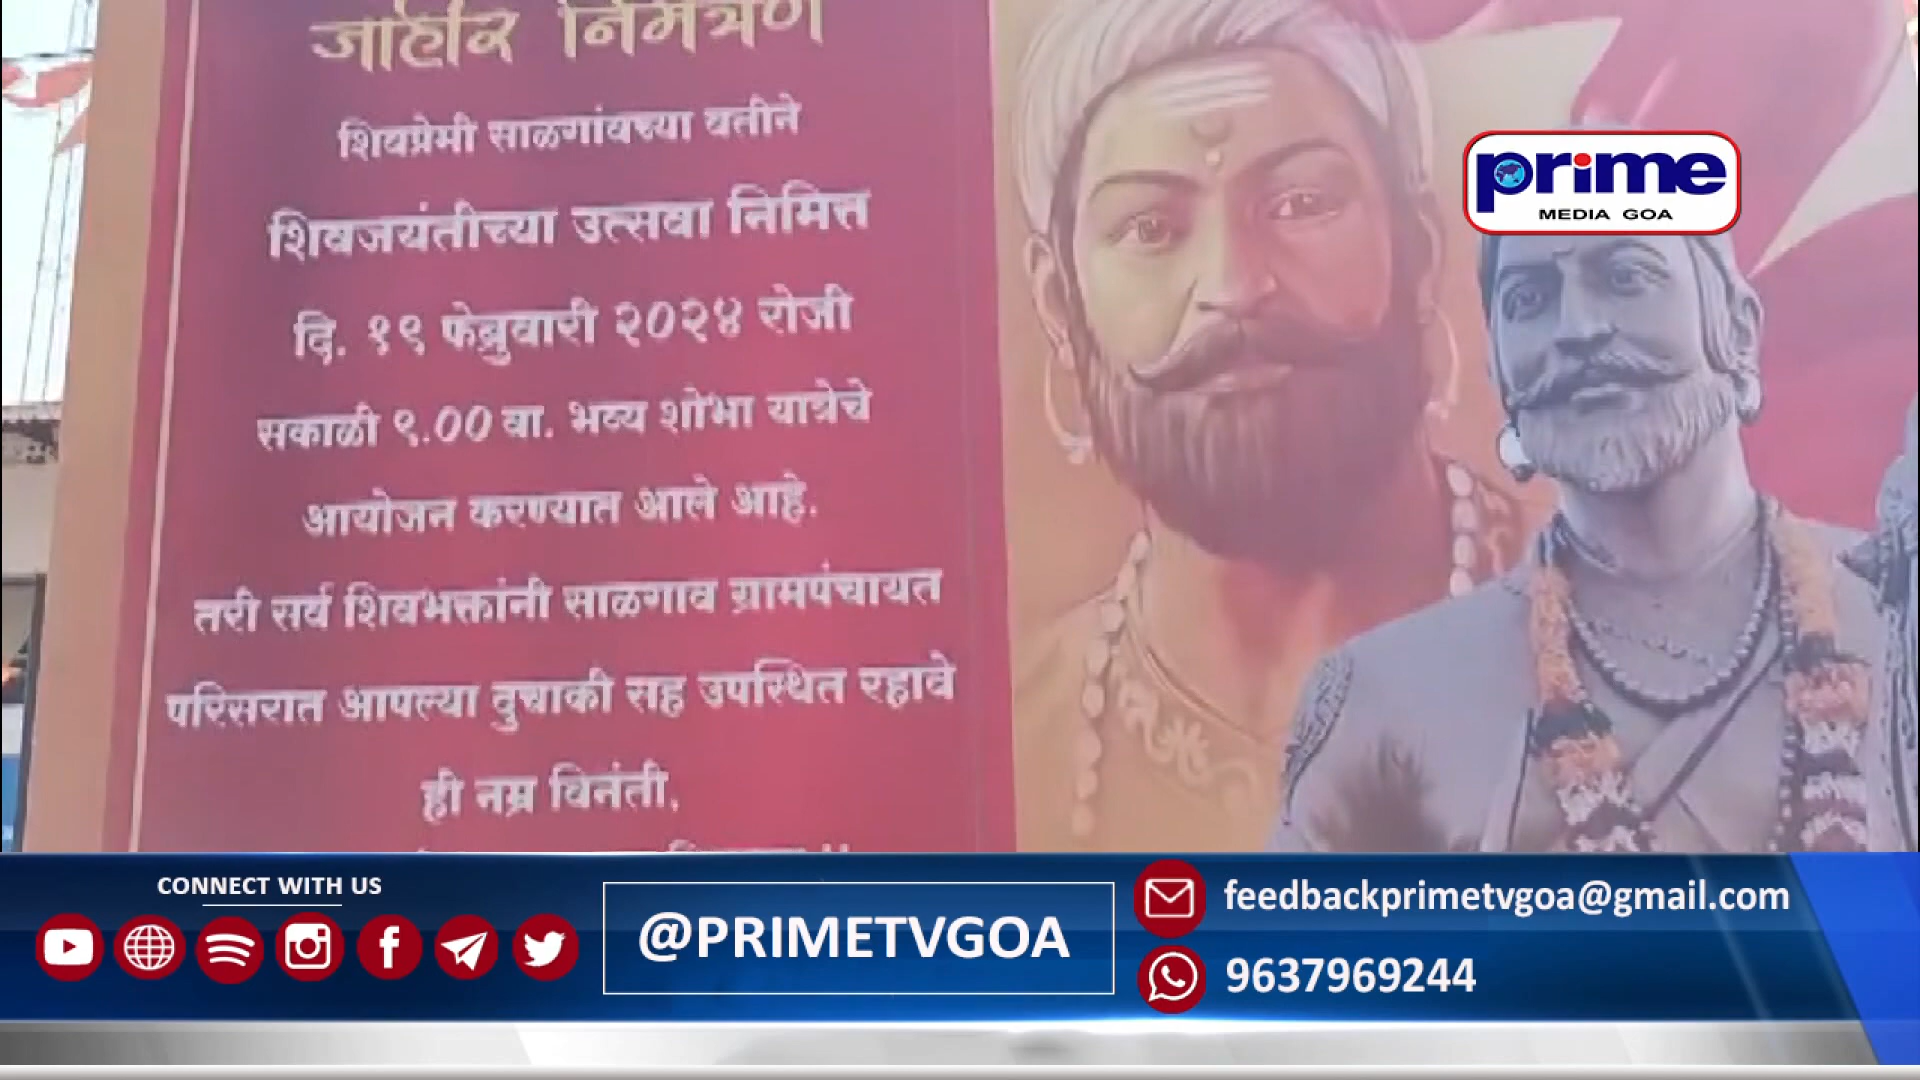 जाहीर निमंत्रण
शिवप्रेमी साळगांवच्या वतीने
शिवजयंतीच्या उत्सवा निमित्त
दि. १९ फेब्रुवारी २०२४ रोजी
सकाळी ९.00 वा. भव्य शोभा यात्रेचे
आयोजन करण्यात आले आहे.
तरी सर्व शिवभक्तांनी साळगाव ग्रामपंचायत
परिसरात आपल्या दुचाकी सह उपस्थित रहावे
ही नम्र विनंती.
prime
MEDIA GOA
CONNECT WITH US
@PRIMETVGOA
feedbackprimetvgoa@gmail.com
9637969244